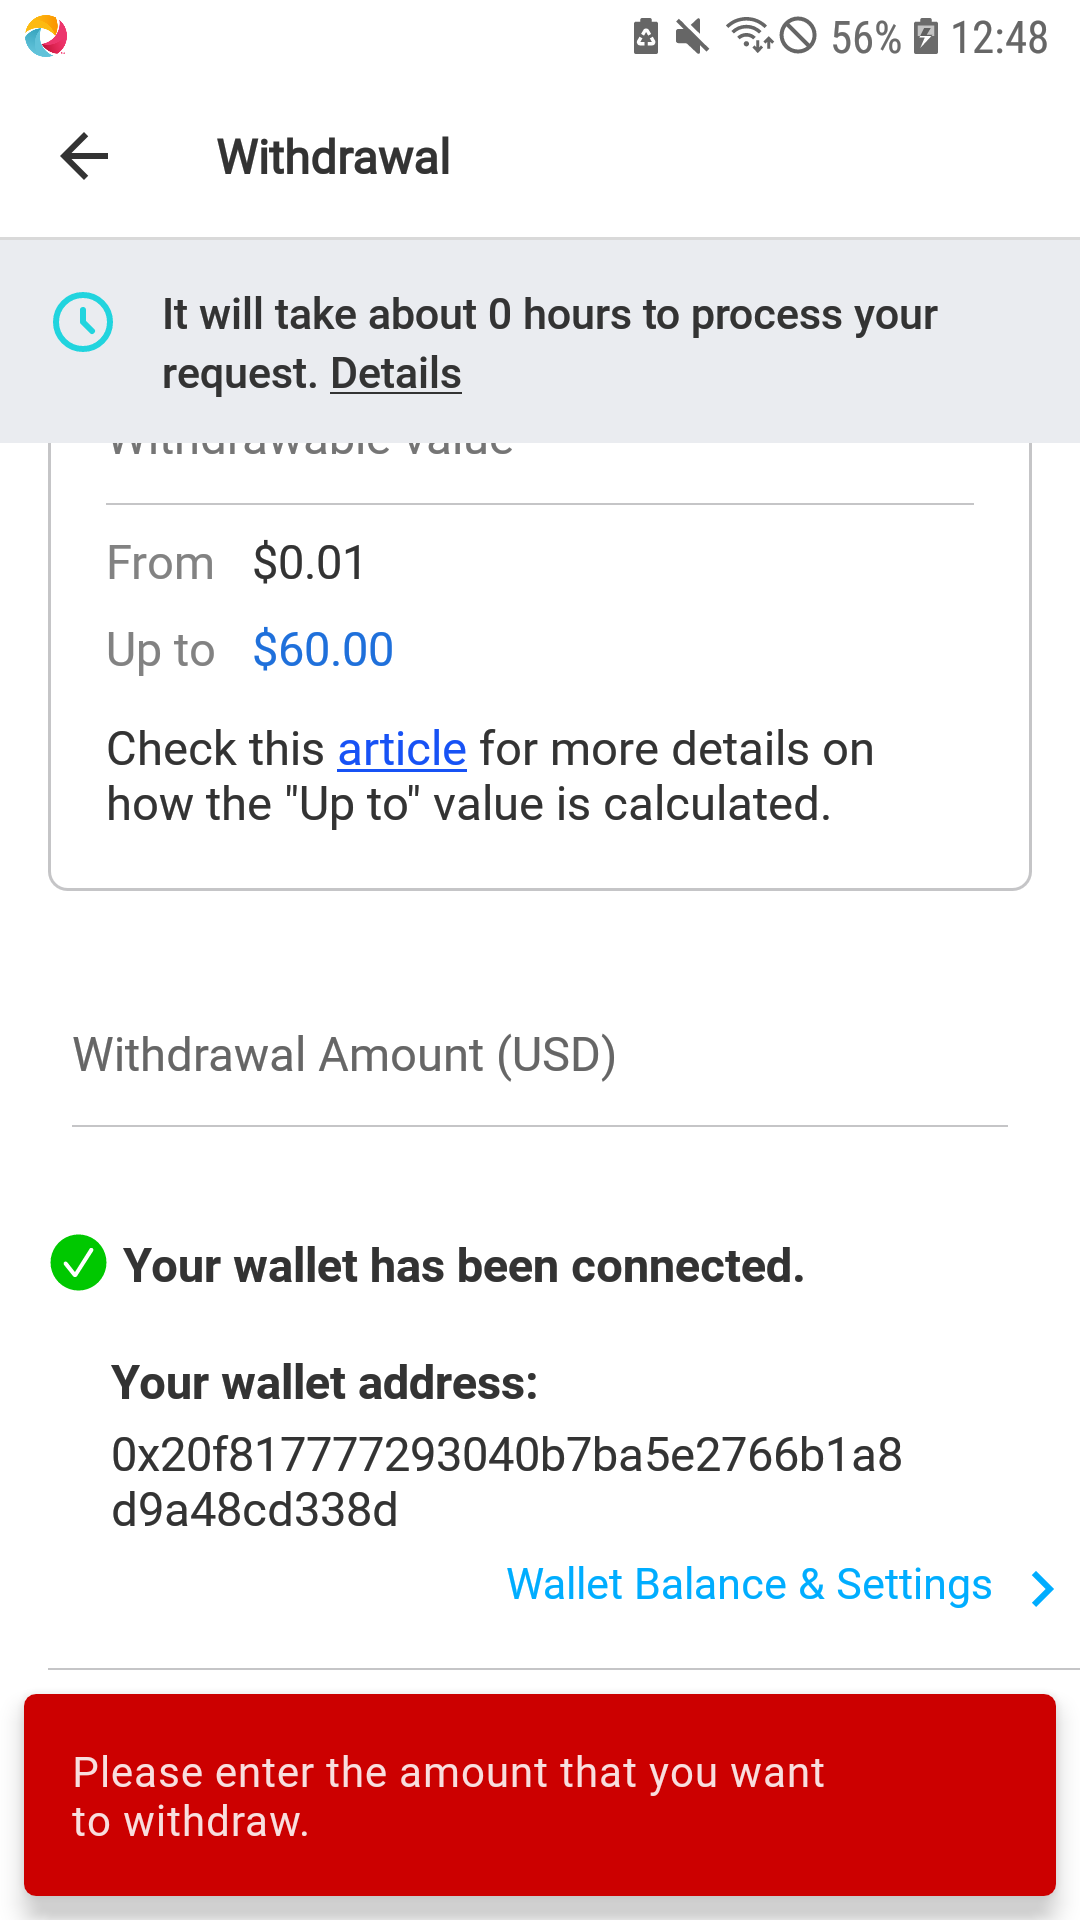 56% 12:48
Withdrawal
It will take about 0 hours to process your
request. Details
Withdrawable value
From $0.01
Up to $60.00
Check this article for more details on
how the "Up to" value is calculated.
Withdrawal Amount (USD)
Your wallet has been connected.
Your wallet address:
0x20f817777293040b7ba5e2766b1a8
d9a48cd338d
Wallet Balance & Settings
Please enter the amount that you want
to withdraw.